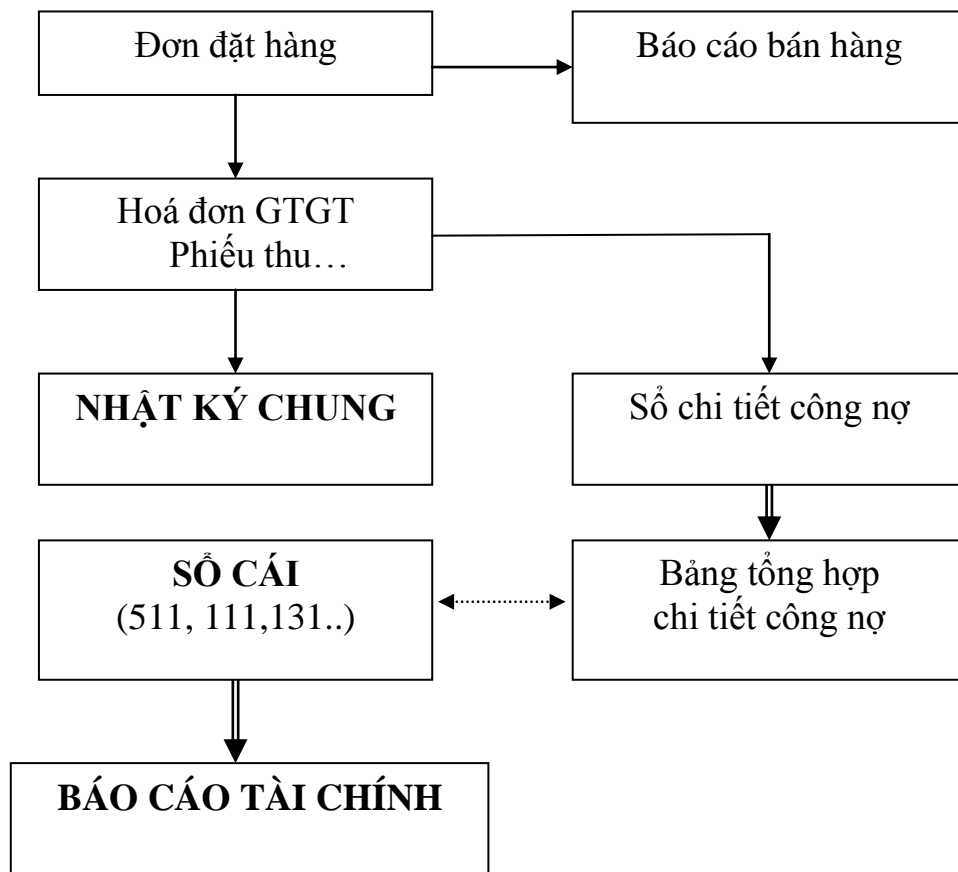 Đơn đặt hàng
Báo cáo bán hàng
Hoá đơn GTGT
Phiếu thu…
NHẬT KÝ CHUNG
Sổ chi tiết công nợ
SỔ CÁI
(511, 111,131..)
Bảng tổng hợp
chi tiết công nợ
BÁO CÁO TÀI CHÍNH